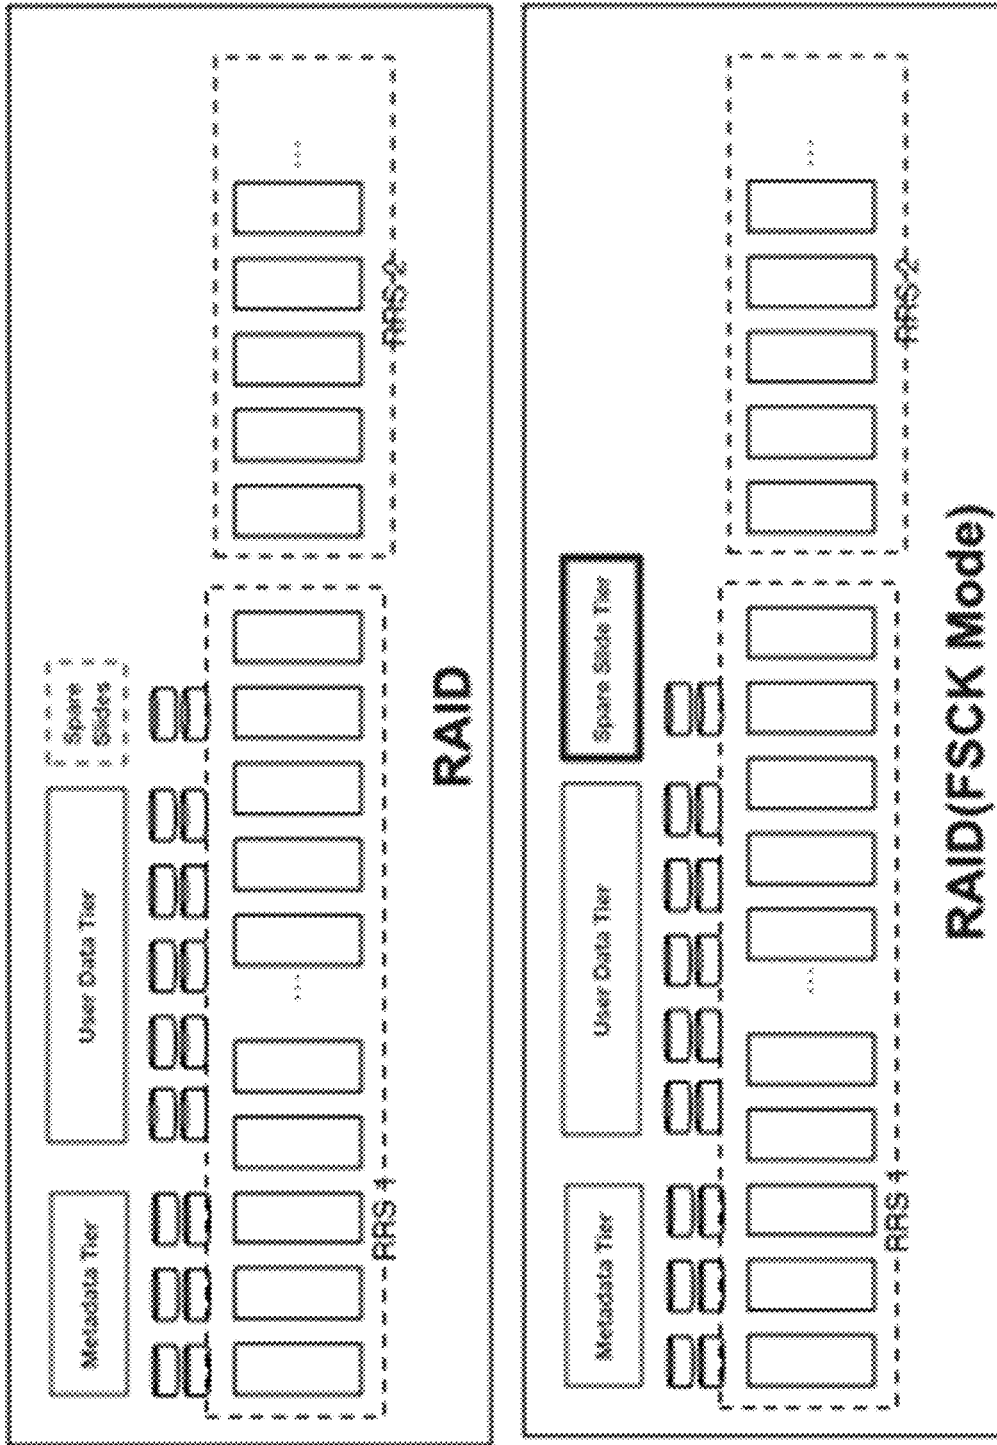 Metadata Tier
User Data Tier
Spare
Slides
RRS 1
RRS 2
RAID
Metadata Tier
User Data Tier
Spare Slide Tier
RRS 1
RRS 2
RAID(FSCK Mode)